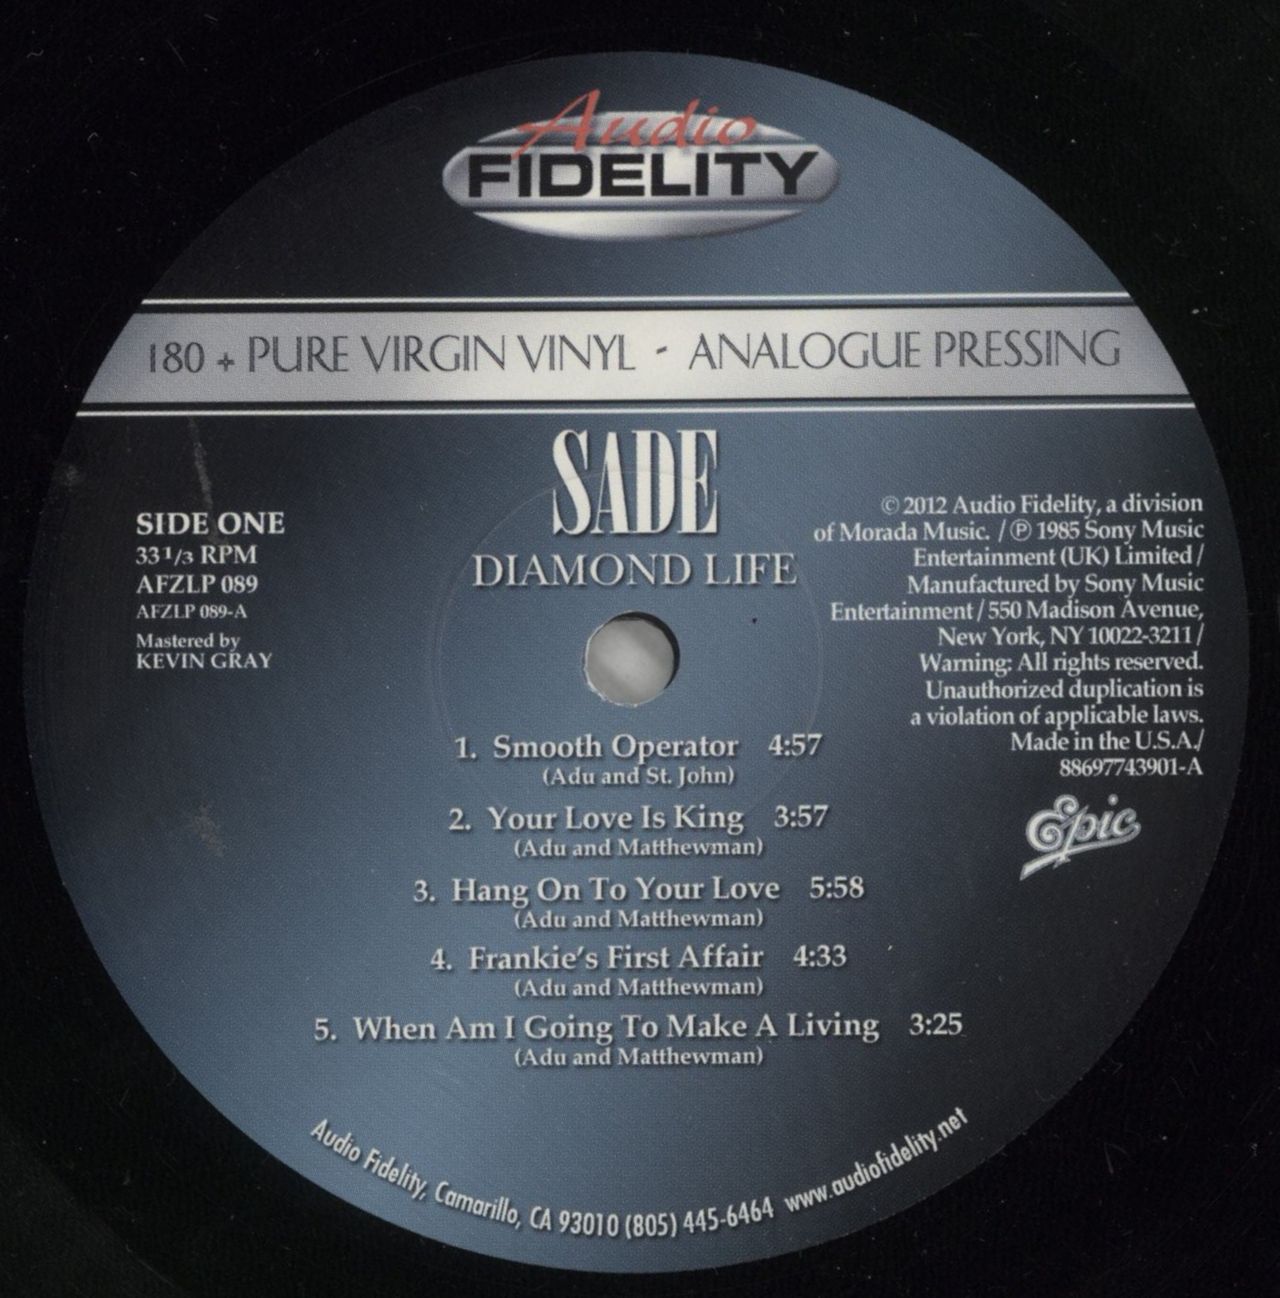 Audio
FIDELITY
180 + PURE VIRGIN VINYL - ANALOGUE PRESSING
SADE
DIAMOND LIFE
SIDE ONE
33 1/3 RPM
AFZLP 089
AFZLP 089-A
Mastered by
KEVIN GRAY
© 2012 Audio Fidelity, a division
of Morada Music. / ℗ 1985 Sony Music
Entertainment (UK) Limited /
Manufactured by Sony Music
Entertainment / 550 Madison Avenue,
New York, NY 10022-3211 /
Warning: All rights reserved.
Unauthorized duplication is
a violation of applicable laws.
Made in the U.S.A./
88697743901-A
Epic
1. Smooth Operator 4:57
(Adu and St. John)
2. Your Love Is King 3:57
(Adu and Matthewman)
3. Hang On To Your Love 5:58
(Adu and Matthewman)
4. Frankie's First Affair 4:33
(Adu and Matthewman)
5. When Am I Going To Make A Living 3:25
(Adu and Matthewman)
Audio Fidelity, Camarillo, CA 93010 (805) 445-6464 www.audiofidelity.net